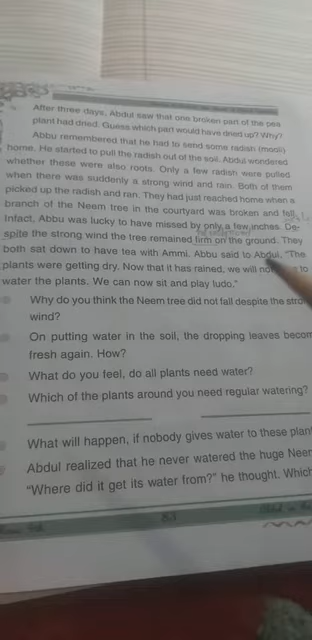 After three days, Abdul saw that one broken part of the pea
plant had dried. Guess which part would have dried up? Why?
Abbu remembered that he had to send some radish (mooli)
home. He started to pull the radish out of the soil. Abdul wondered
whether these were also roots. Only a few radish were pulled
when there was suddenly a strong wind and rain. Both of them
picked up the radish and ran. They had just reached home when a
branch of the Neem tree in the courtyard was broken and fell.
Infact, Abbu was lucky to have missed by only a few inches. De-
spite the strong wind the tree remained firm on the ground. They
both sat down to have tea with Ammi. Abbu said to Abdul, "The
plants were getting dry. Now that it has rained, we will to
water the plants. We can now sit and play ludo."
Why do you think the Neem tree did not fall despite the
wind?
On putting water in the soil, the dropping leaves
fresh again. How?
What do you feel, do all plants need water?
Which of the plants around you need regular watering?
What will happen, if nobody gives water to these
Abdul realized that he never watered the huge
"Where did it get its water from?" he thought.